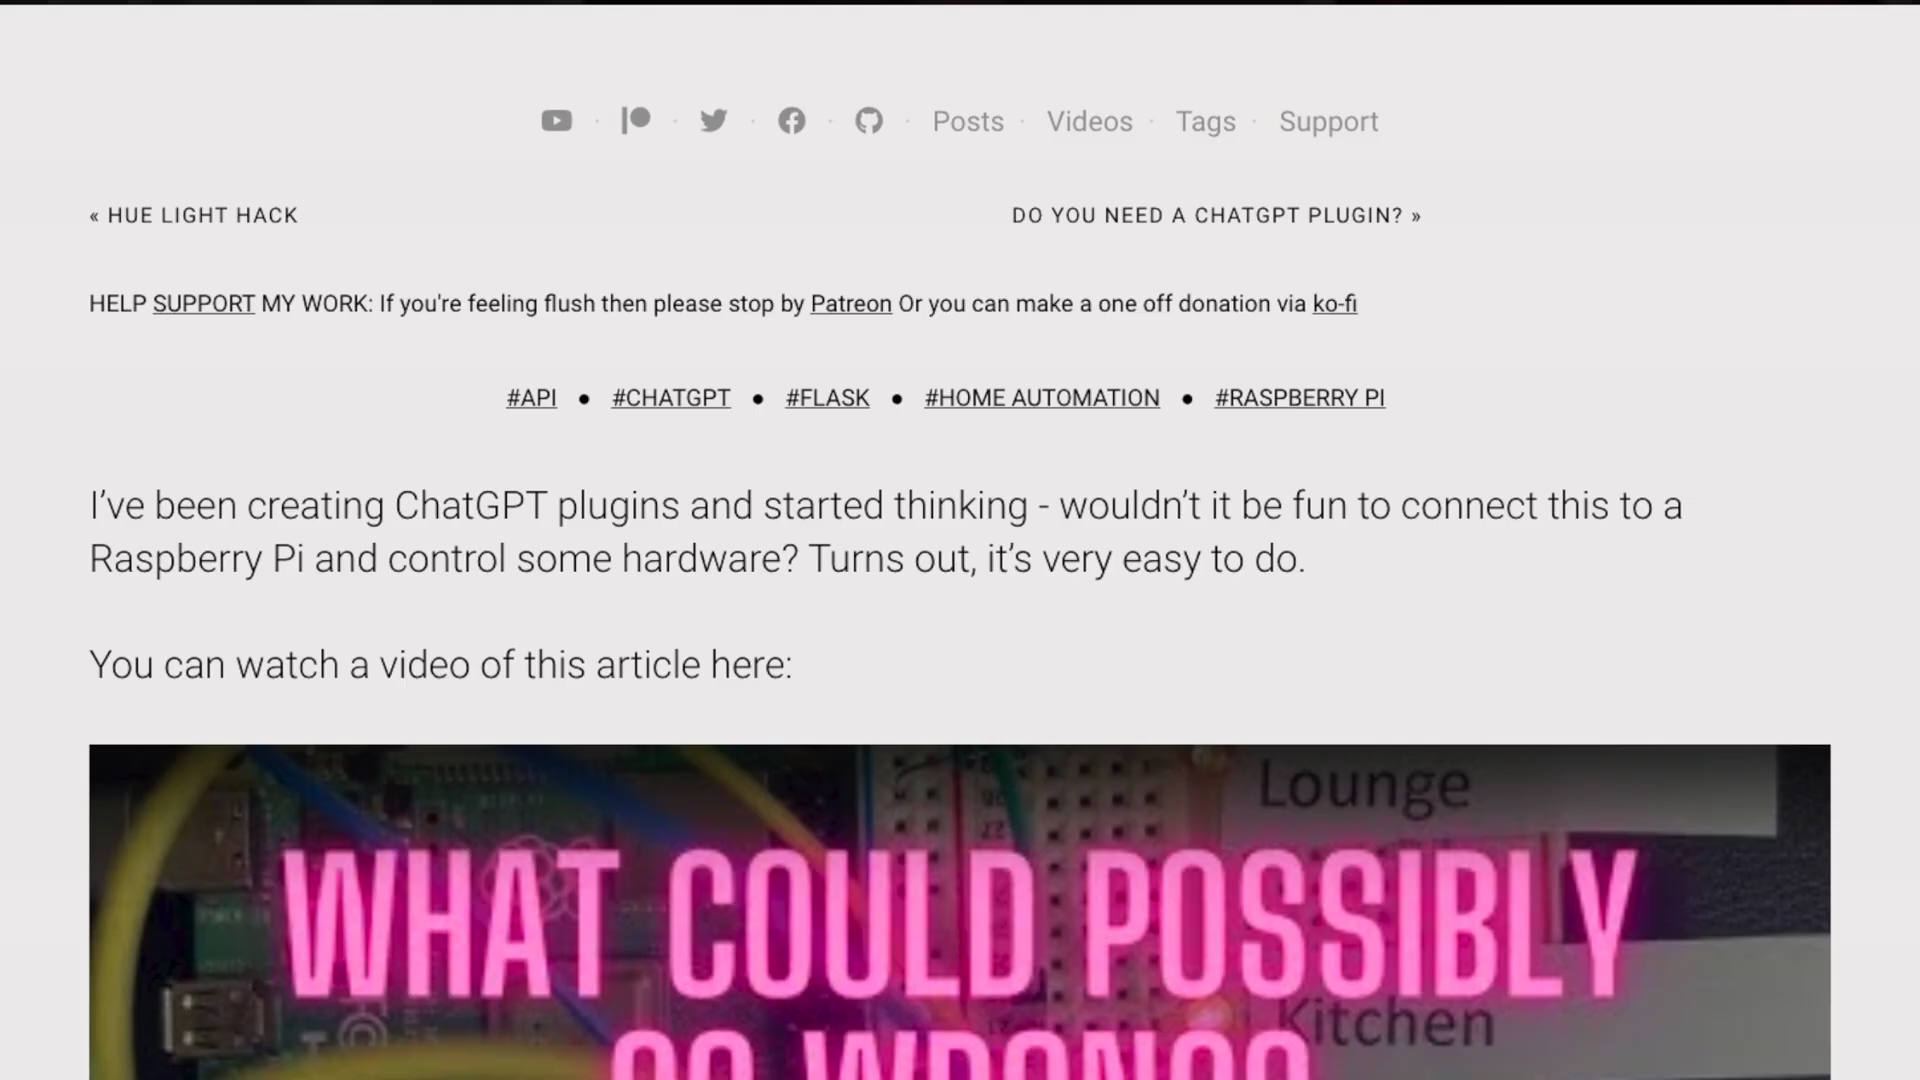 Posts · Videos · Tags · Support
« HUE LIGHT HACK
DO YOU NEED A CHATGPT PLUGIN? »
HELP SUPPORT MY WORK: If you're feeling flush then please stop by Patreon Or you can make a one off donation via ko-fi
#API ● #CHATGPT ● #FLASK ● #HOME AUTOMATION ● #RASPBERRY PI
I’ve been creating ChatGPT plugins and started thinking - wouldn’t it be fun to connect this to a
Raspberry Pi and control some hardware? Turns out, it’s very easy to do.
You can watch a video of this article here:
Lounge
WHAT COULD POSSIBLY
Kitchen
GO WRONG?